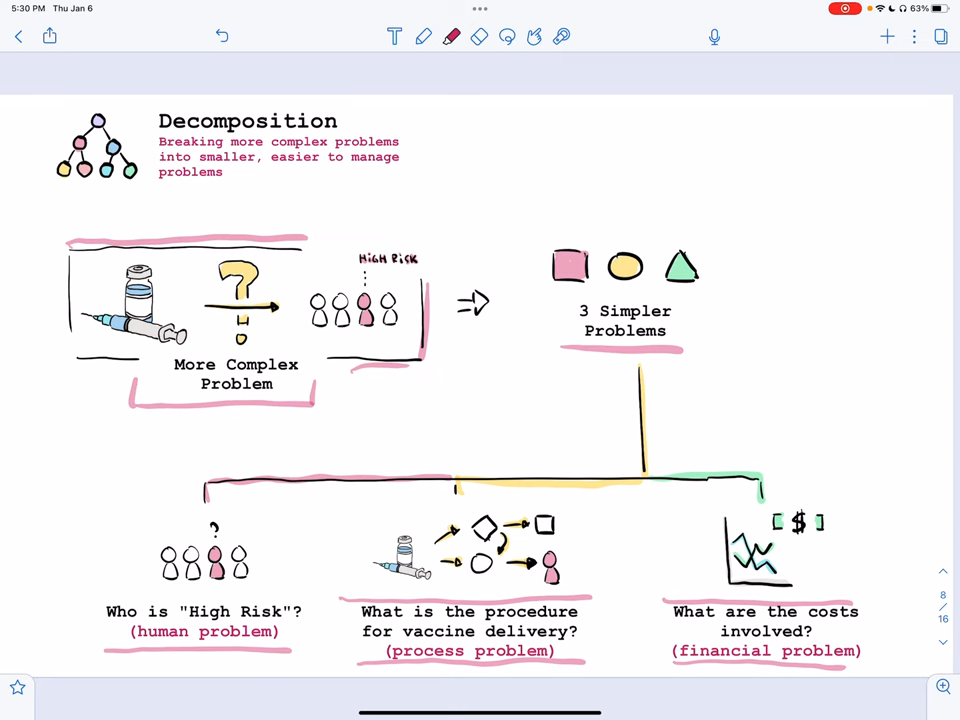 5:30 PM Thu Jan 6
63%
Decomposition
Breaking more complex problems
into smaller, easier to manage
problems
HiGH RiSK
?
More Complex
Problem
3 Simpler
Problems
?
[$]
Who is "High Risk"?
(human problem)
What is the procedure
for vaccine delivery?
(process problem)
What are the costs
involved?
(financial problem)
8
/
16